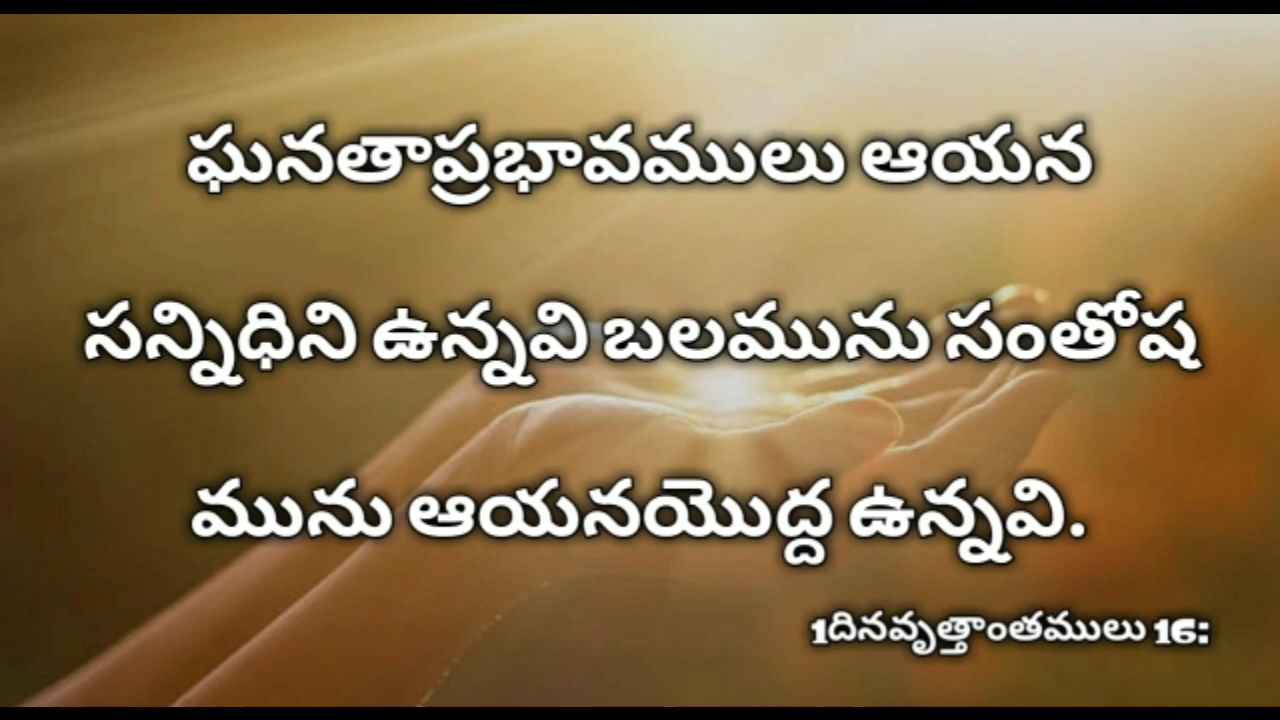 ఘనతాప్రభావములు ఆయన
సన్నిధిని ఉన్నవి బలమును సంతోష
మును ఆయనయొద్ద ఉన్నవి.
1దినవృత్తాంతములు 16: